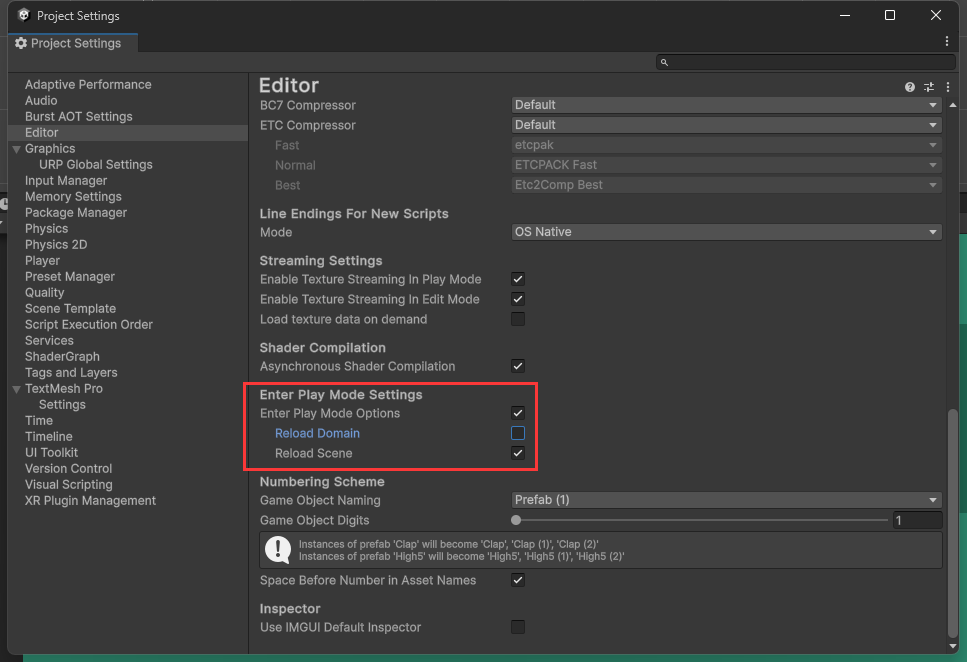 Project Settings
Project Settings
Adaptive Performance
Audio
Burst AOT Settings
Editor
Graphics
URP Global Settings
Input Manager
Memory Settings
Package Manager
Physics
Physics 2D
Player
Preset Manager
Quality
Scene Template
Script Execution Order
Services
ShaderGraph
Tags and Layers
TextMesh Pro
Settings
Time
Timeline
UI Toolkit
Version Control
Visual Scripting
XR Plugin Management
Editor
BC7 Compressor Default
ETC Compressor Default
Fast etcpak
Normal ETCPACK Fast
Best Etc2Comp Best
Line Endings For New Scripts
Mode OS Native
Streaming Settings
Enable Texture Streaming In Play Mode
Enable Texture Streaming In Edit Mode
Load texture data on demand
Shader Compilation
Asynchronous Shader Compilation
Enter Play Mode Settings
Enter Play Mode Options
Reload Domain
Reload Scene
Numbering Scheme
Game Object Naming Prefab (1)
Game Object Digits 1
Instances of prefab 'Clap' will become 'Clap', 'Clap (1)', 'Clap (2)'
Instances of prefab 'High5' will become 'High5', 'High5 (1)', 'High5 (2)'
Space Before Number in Asset Names
Inspector
Use IMGUI Default Inspector